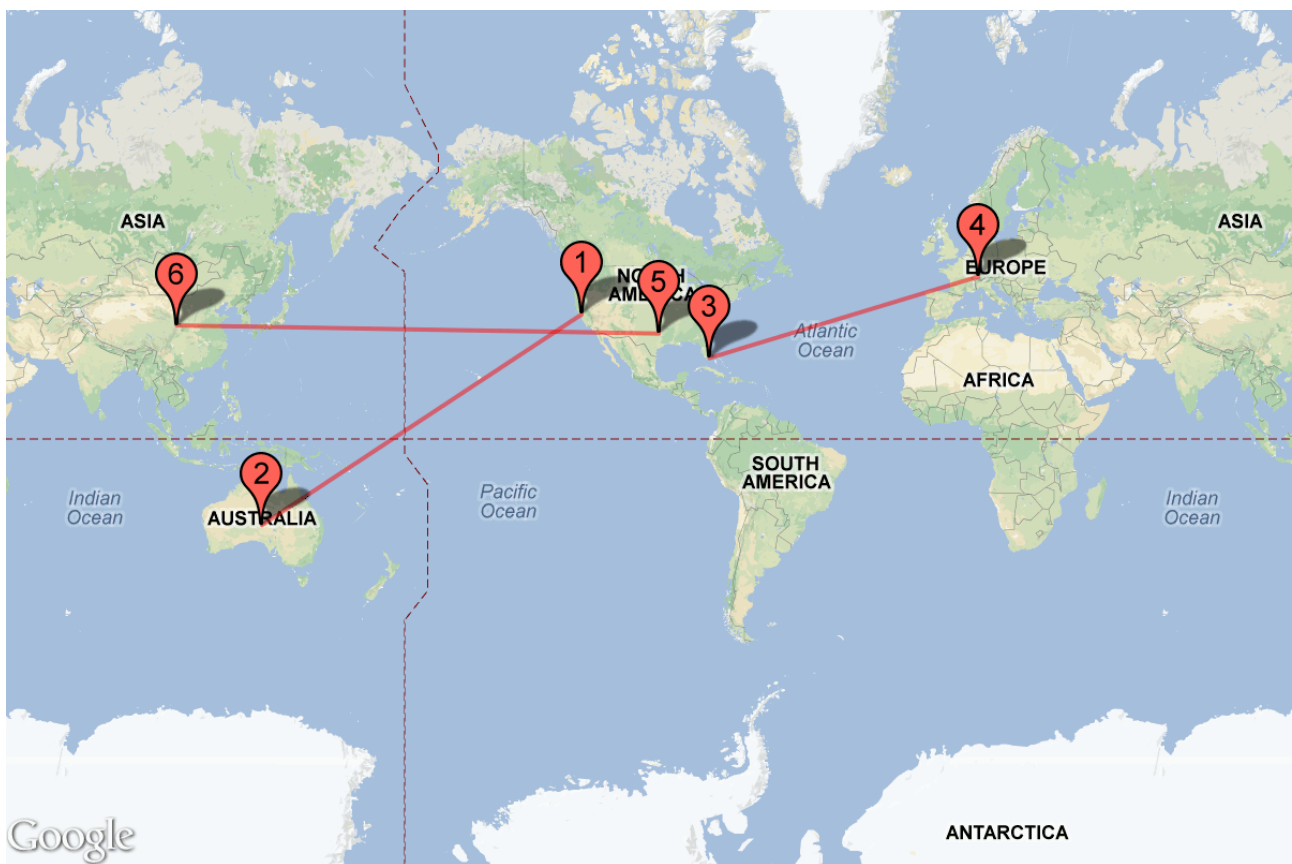 ASIA
ASIA
4
EUROPE
1
5
NORTH
AMERICA
6
3
Atlantic
Ocean
AFRICA
2
SOUTH
AMERICA
Indian
Ocean
AUSTRALIA
Pacific
Ocean
Indian
Ocean
Google
ANTARCTICA